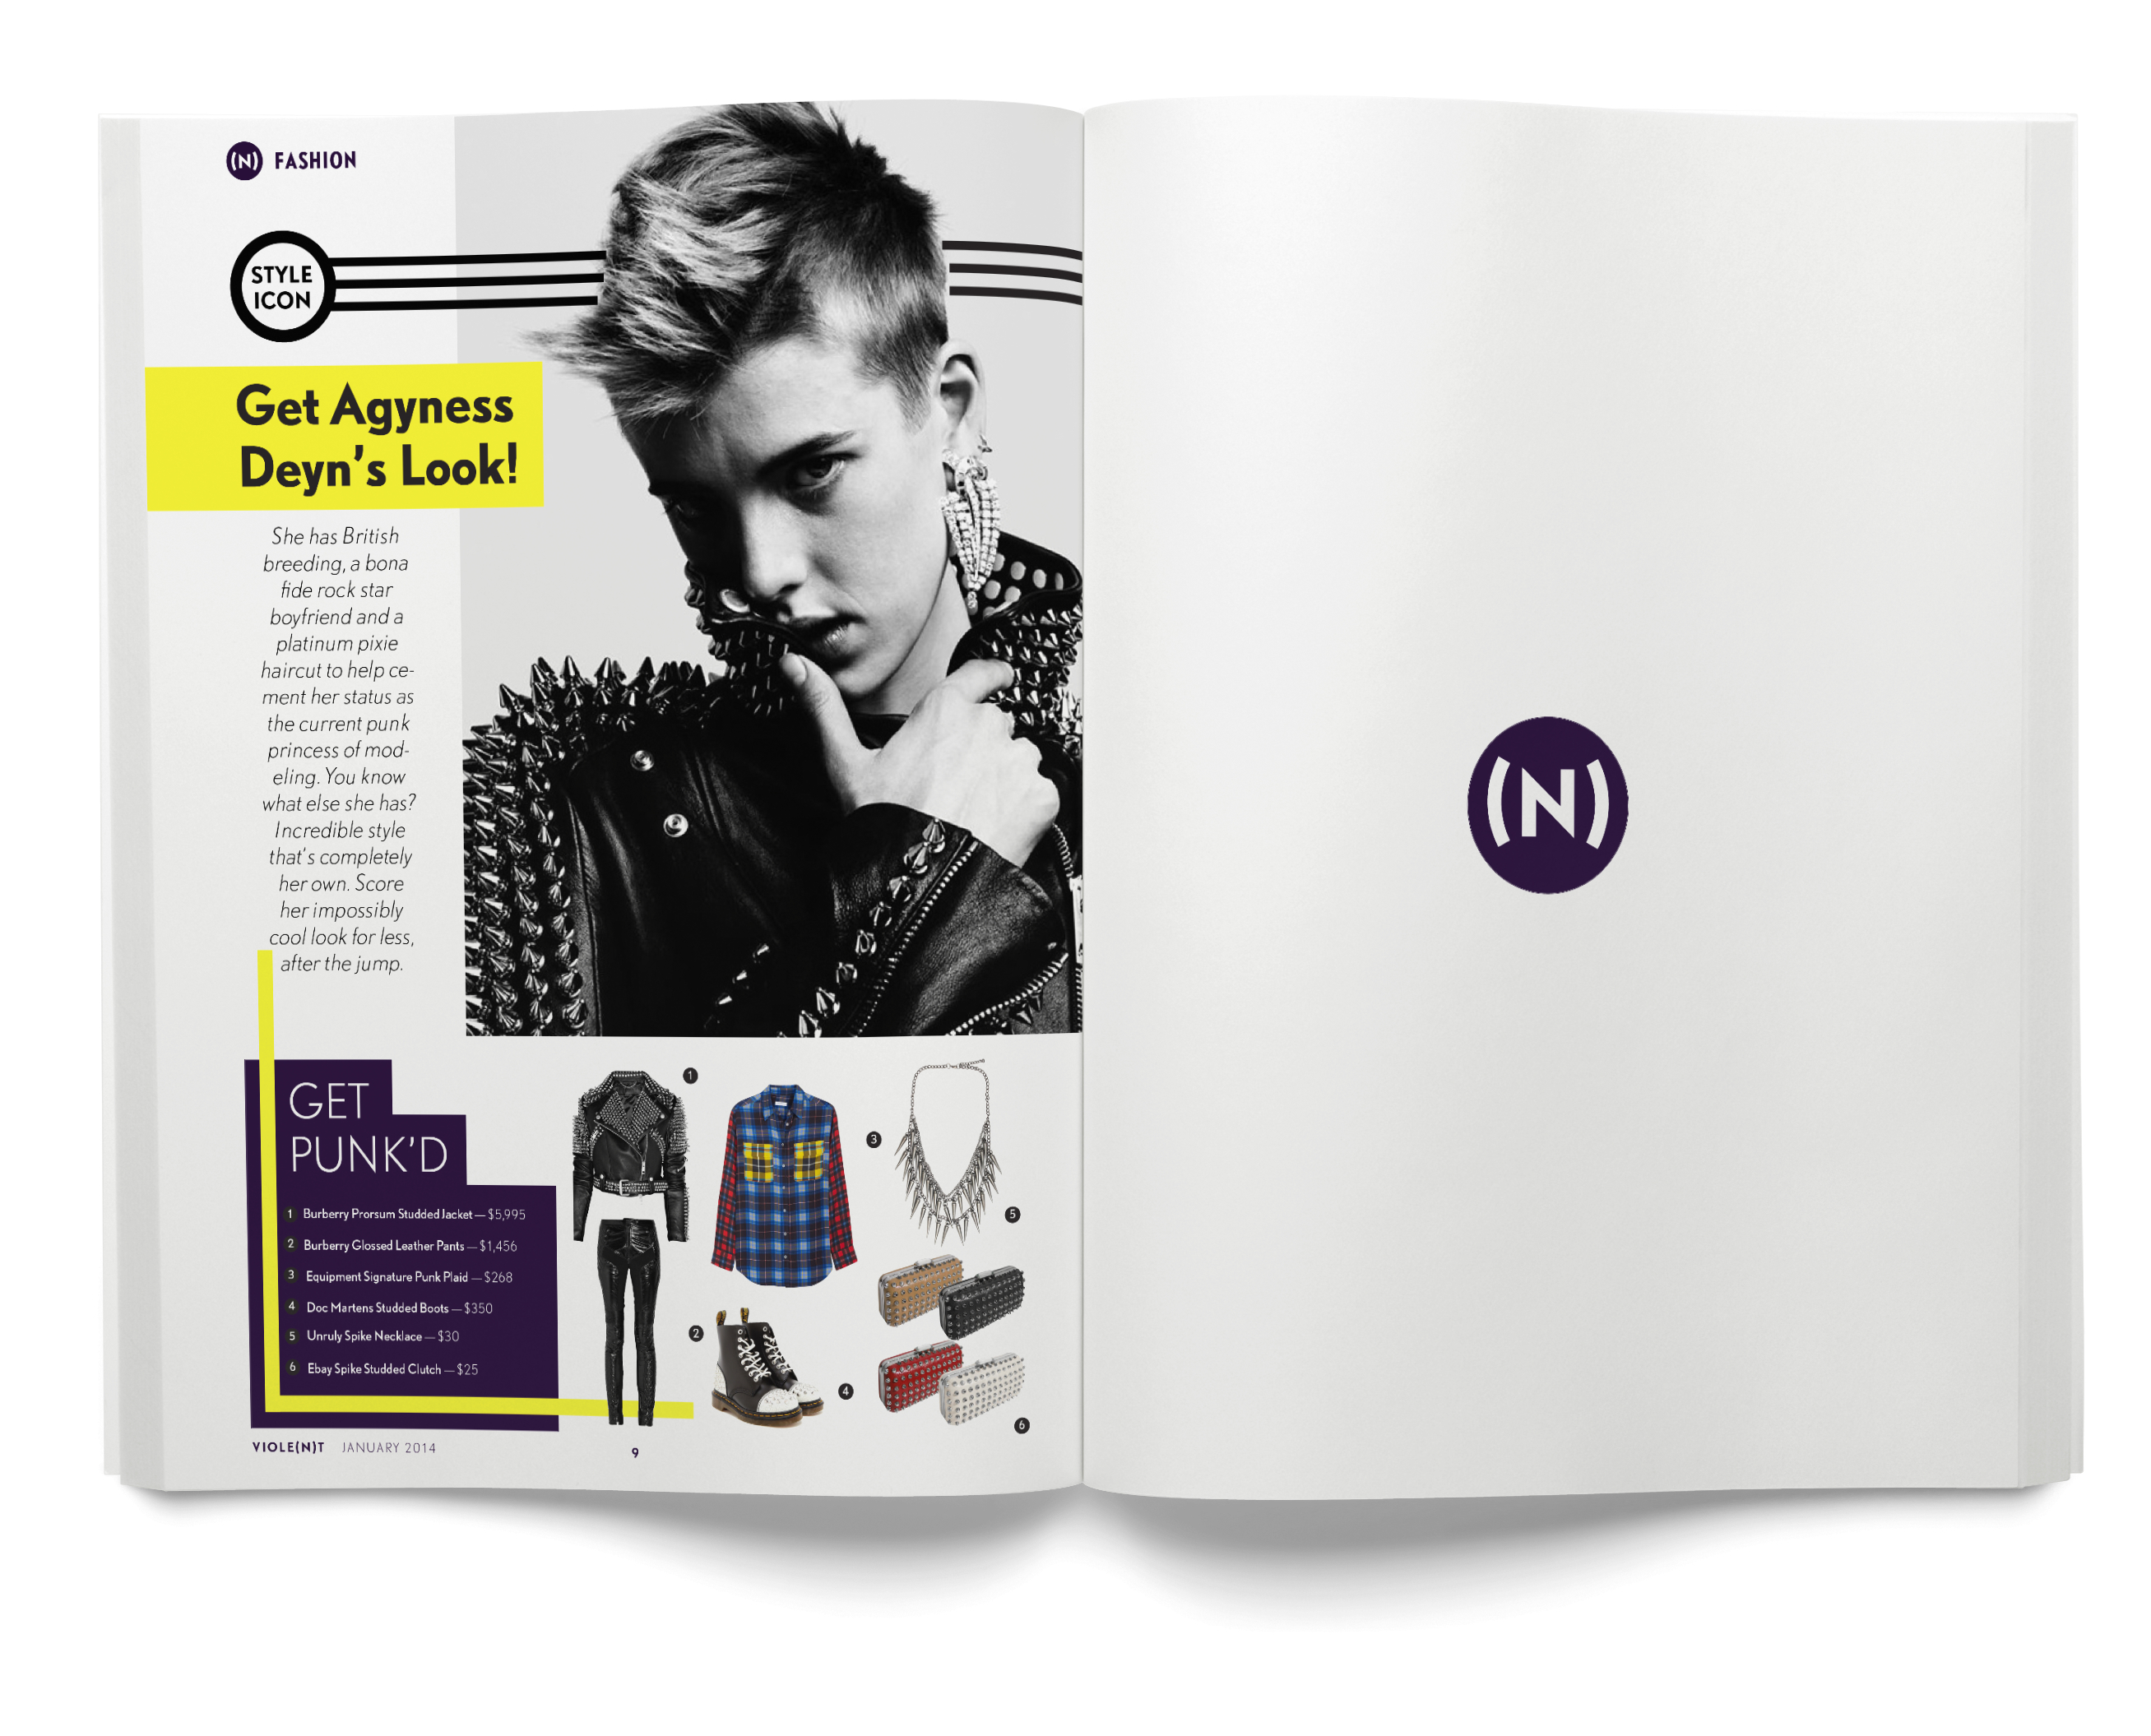 (N) FASHION
STYLE
ICON
Get Agyness
Deyn's Look!
She has British
breeding, a bona
fide rock star
boyfriend and a
platinum pixie
haircut to help ce-
ment her status as
the current punk
princess of mod-
eling. You know
what else she has?
Incredible style
that's completely
her own. Score
her impossibly
cool look for less,
after the jump.
GET
PUNK'D
1 Burberry Prorsum Studded Jacket — $5,995
2 Burberry Glossed Leather Pants — $1,456
3 Equipment Signature Punk Plaid — $268
4 Doc Martens Studded Boots — $350
5 Unruly Spike Necklace — $30
6 Ebay Spike Studded Clutch — $25
1
3
5
2
4
6
VIOLE(N)T JANUARY 2014
9
(N)